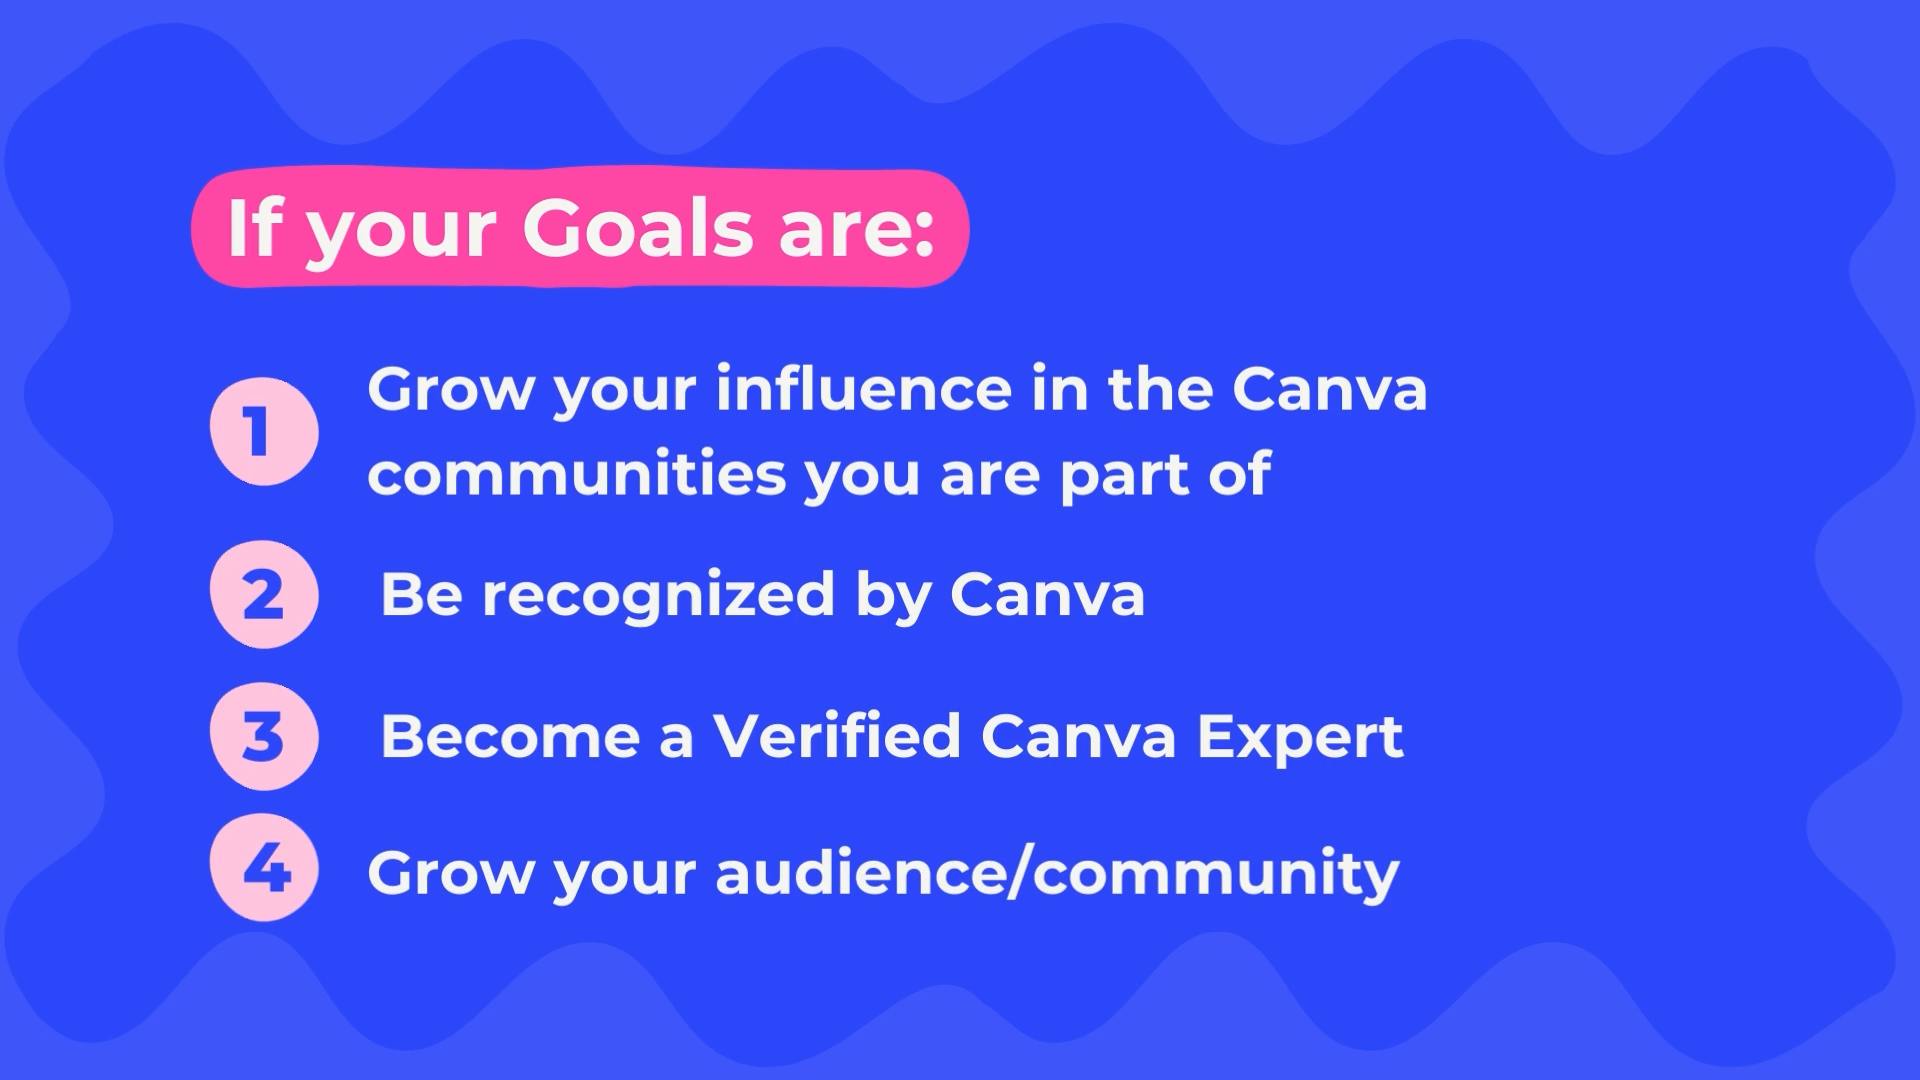 If your Goals are:
1
Grow your influence in the Canva
communities you are part of
2
Be recognized by Canva
3
Become a Verified Canva Expert
4
Grow your audience/community